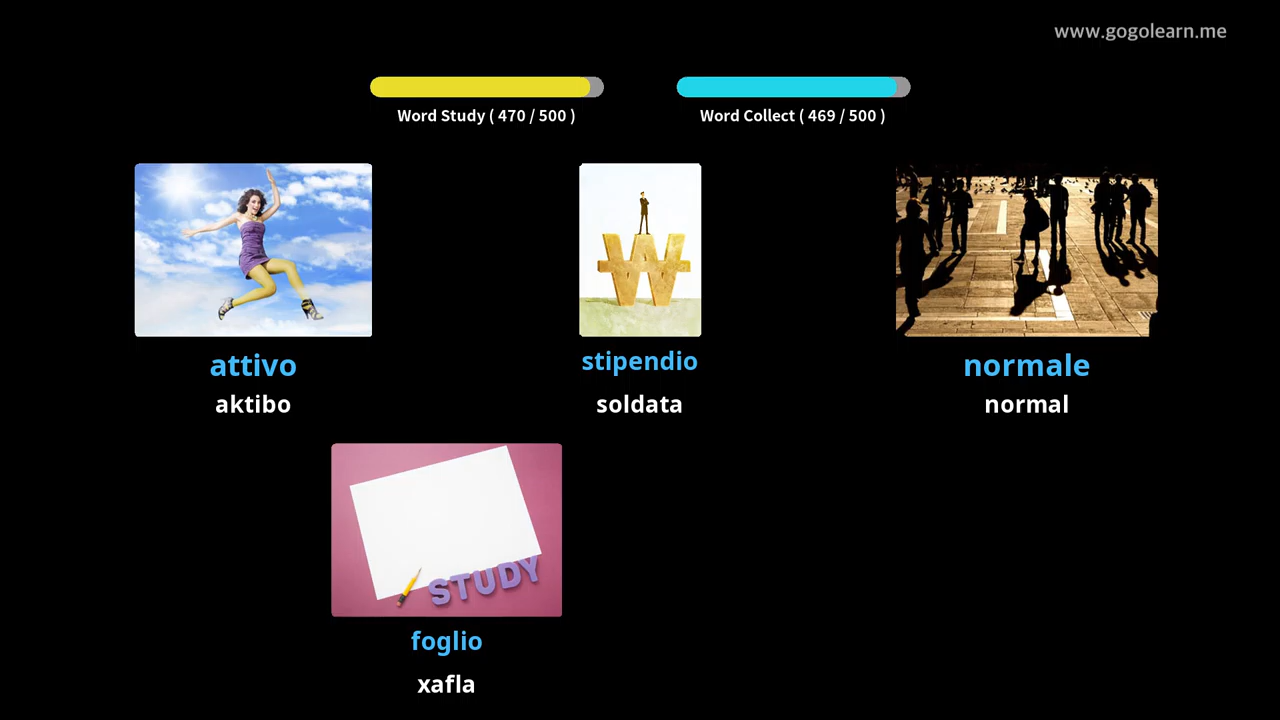 www.gogolearn.me
Word Study ( 470 / 500 )
Word Collect ( 469 / 500 )
attivo
aktibo
stipendio
soldata
normale
normal
STUDY
foglio
xafla